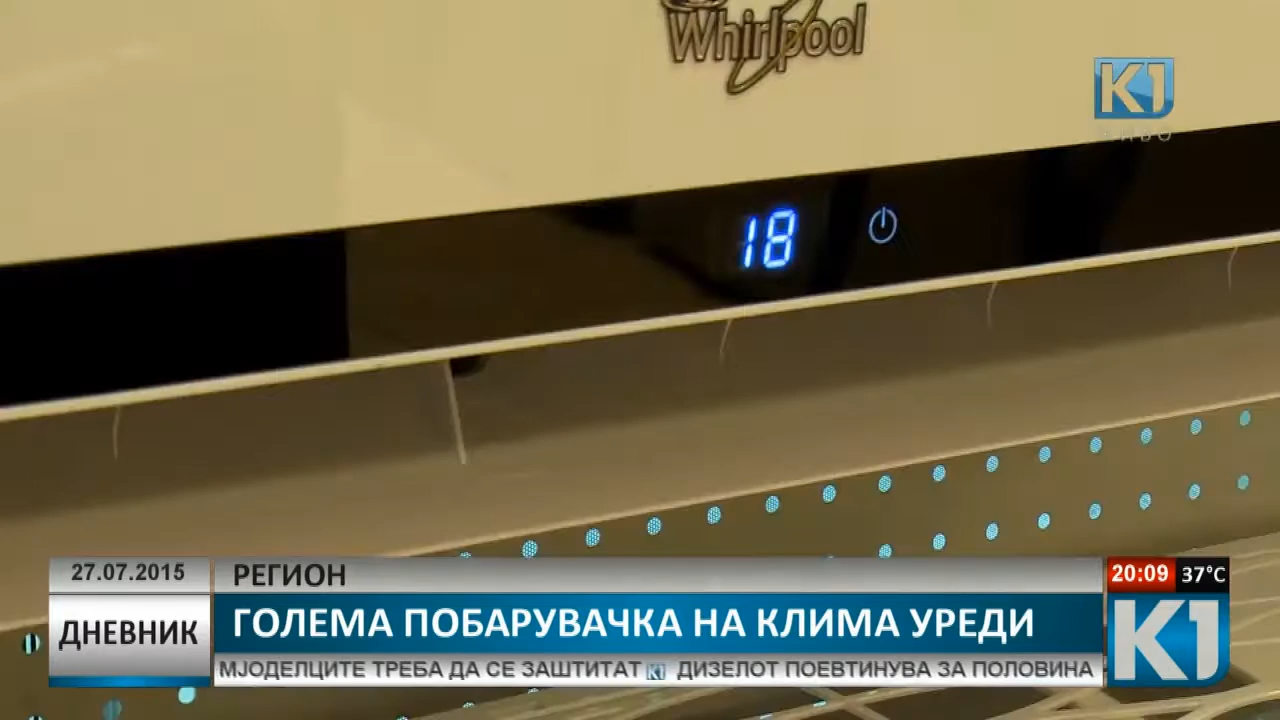 Whirlpool
K1
18
27.07.2015
РЕГИОН
20:09 37°C
ДНЕВНИК
ГОЛЕМА ПОБАРУВАЧКА НА КЛИМА УРЕДИ
K1
МЈОДЕЛЦИТЕ ТРЕБА ДА СЕ ЗАШТИТАТ K1 ДИЗЕЛОТ ПОЕВТИНУВА ЗА ПОЛОВИНА